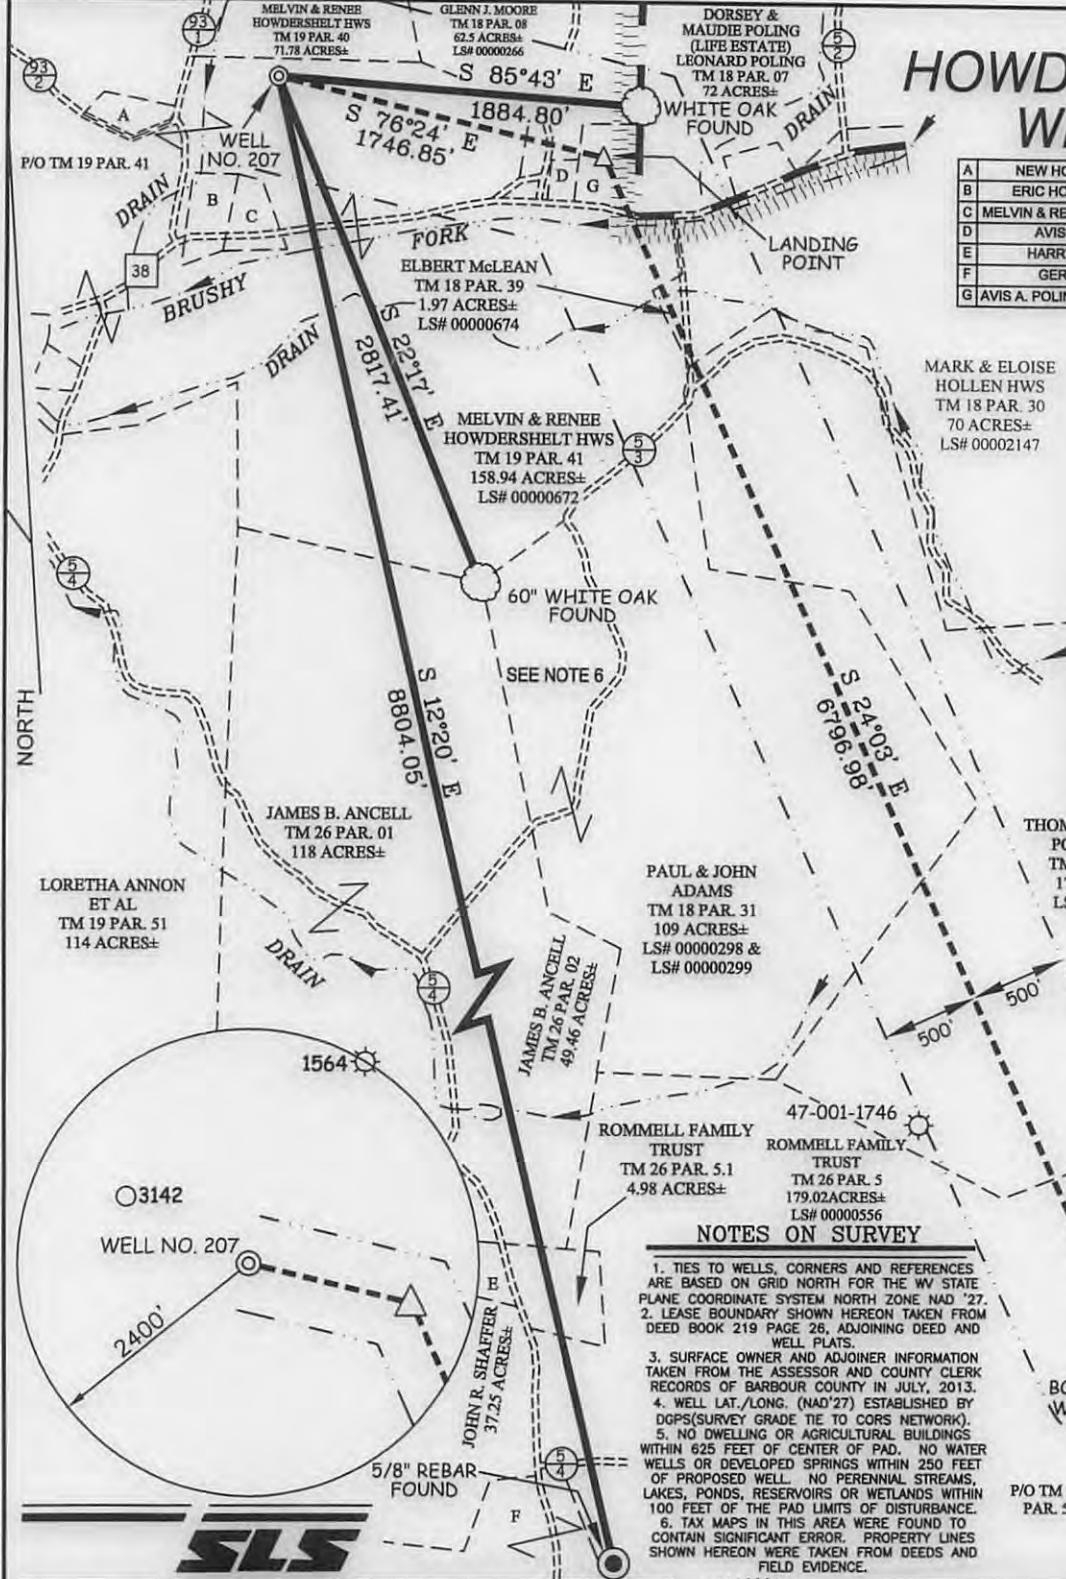 MELVIN & RENEE
HOWDERSHELT HWS
TM 19 PAR. 40
71.78 ACRES±
GLENN J. MOORE
TM 18 PAR. 08
62.5 ACRES±
LS# 00000266
DORSEY &
MAUDIE POLING
(LIFE ESTATE)
LEONARD POLING
TM 18 PAR. 07
72 ACRES±
93
1
93
2
5
2
HOWD
W
S 85°43' E
1884.80'
S 76°24' E
1746.85'
WHITE OAK
FOUND
DRAIN
A
WELL
NO. 207
P/O TM 19 PAR. 41
DRAIN
B
C
D
G
A NEW HO
B ERIC HO
C MELVIN & RE
D AVIS
E HARR
F GER
G AVIS A. POLI
FORK
LANDING
POINT
38
BRUSHY
ELBERT McLEAN
TM 18 PAR. 39
1.97 ACRES±
LS# 00000674
DRAIN
S 22°17' E
2817.41'
MARK & ELOISE
HOLLEN HWS
TM 18 PAR. 30
70 ACRES±
LS# 00002147
MELVIN & RENEE
HOWDERSHELT HWS
TM 19 PAR. 41
158.94 ACRES±
LS# 00000672
5
3
5
4
60" WHITE OAK
FOUND
SEE NOTE 6
NORTH
S 12°20' E
8804.05'
S 24°03' E
6796.98'
JAMES B. ANCELL
TM 26 PAR. 01
118 ACRES±
THOM
PO
TM
17
LS
LORETHA ANNON
ET AL
TM 19 PAR. 51
114 ACRES±
PAUL & JOHN
ADAMS
TM 18 PAR. 31
109 ACRES±
LS# 00000298 &
LS# 00000299
DRAIN
5
4
JAMES B. ANCELL
TM 26 PAR. 02
49.46 ACRES±
500'
500'
1564
47-001-1746
ROMMELL FAMILY
TRUST
TM 26 PAR. 5.1
4.98 ACRES±
ROMMELL FAMILY
TRUST
TM 26 PAR. 5
179.02ACRES±
LS# 00000556
3142
WELL NO. 207
2400'
E
JOHN R. SHAFFER
37.25 ACRES±
NOTES ON SURVEY
1. TIES TO WELLS, CORNERS AND REFERENCES
ARE BASED ON GRID NORTH FOR THE WV STATE
PLANE COORDINATE SYSTEM NORTH ZONE NAD '27.
2. LEASE BOUNDARY SHOWN HEREON TAKEN FROM
DEED BOOK 219 PAGE 26, ADJOINING DEED AND
WELL PLATS.
3. SURFACE OWNER AND ADJOINER INFORMATION
TAKEN FROM THE ASSESSOR AND COUNTY CLERK
RECORDS OF BARBOUR COUNTY IN JULY, 2013.
4. WELL LAT./LONG. (NAD'27) ESTABLISHED BY
DGPS(SURVEY GRADE TIE TO CORS NETWORK).
5. NO DWELLING OR AGRICULTURAL BUILDINGS
WITHIN 625 FEET OF CENTER OF PAD. NO WATER
WELLS OR DEVELOPED SPRINGS WITHIN 250 FEET
OF PROPOSED WELL. NO PERENNIAL STREAMS,
LAKES, PONDS, RESERVOIRS OR WETLANDS WITHIN
100 FEET OF THE PAD LIMITS OF DISTURBANCE.
6. TAX MAPS IN THIS AREA WERE FOUND TO
CONTAIN SIGNIFICANT ERROR. PROPERTY LINES
SHOWN HEREON WERE TAKEN FROM DEEDS AND
FIELD EVIDENCE.
BO
P/O TM
PAR. 5
5/8" REBAR
FOUND
5
4
F
SLS